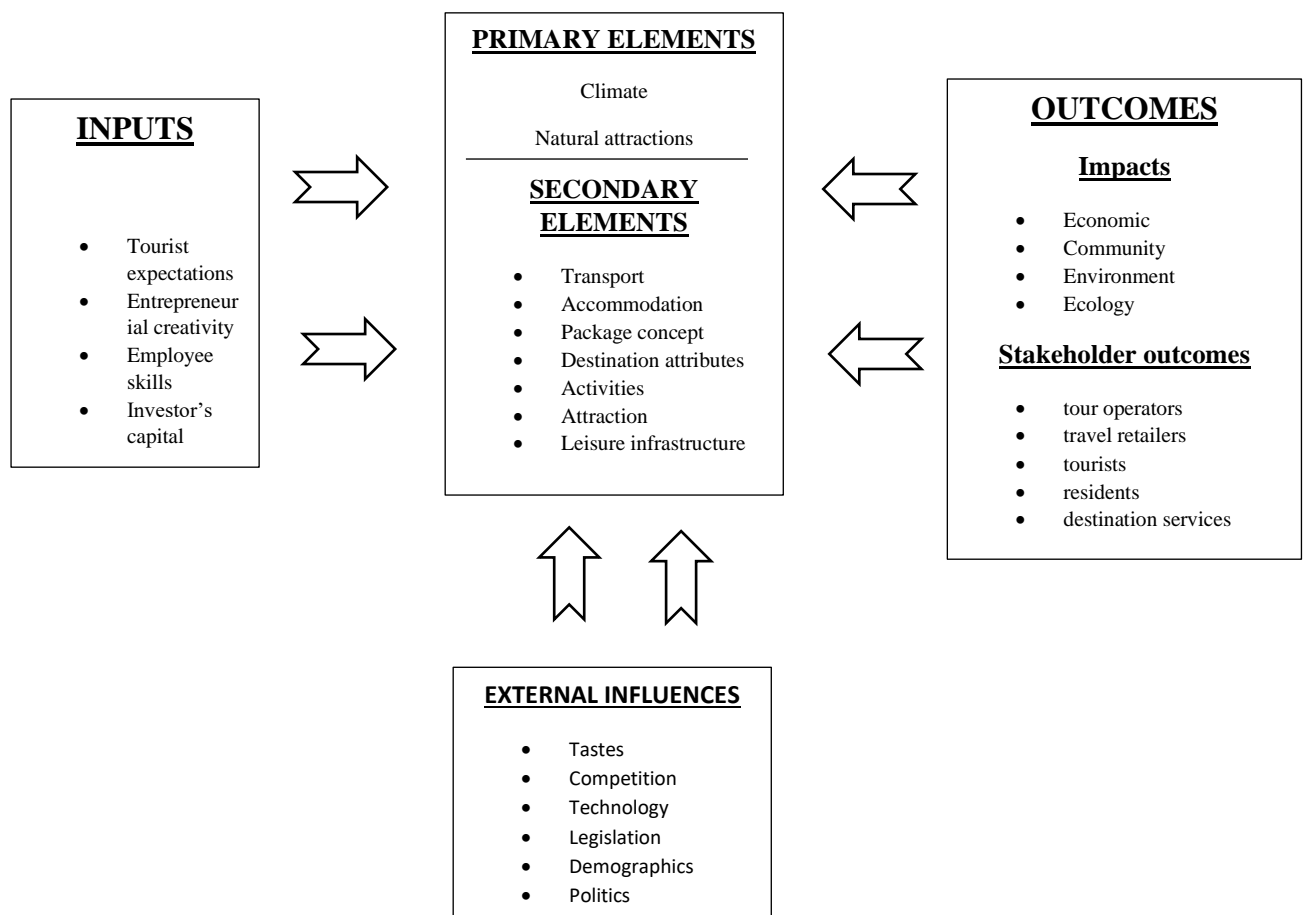 INPUTS
• Tourist
expectations
• Entrepreneur
ial creativity
• Employee
skills
• Investor's
capital
PRIMARY ELEMENTS
Climate
Natural attractions
SECONDARY
ELEMENTS
• Transport
• Accommodation
• Package concept
• Destination attributes
• Activities
• Attraction
• Leisure infrastructure
OUTCOMES
Impacts
• Economic
• Community
• Environment
• Ecology
Stakeholder outcomes
• tour operators
• travel retailers
• tourists
• residents
• destination services
EXTERNAL INFLUENCES
• Tastes
• Competition
• Technology
• Legislation
• Demographics
• Politics